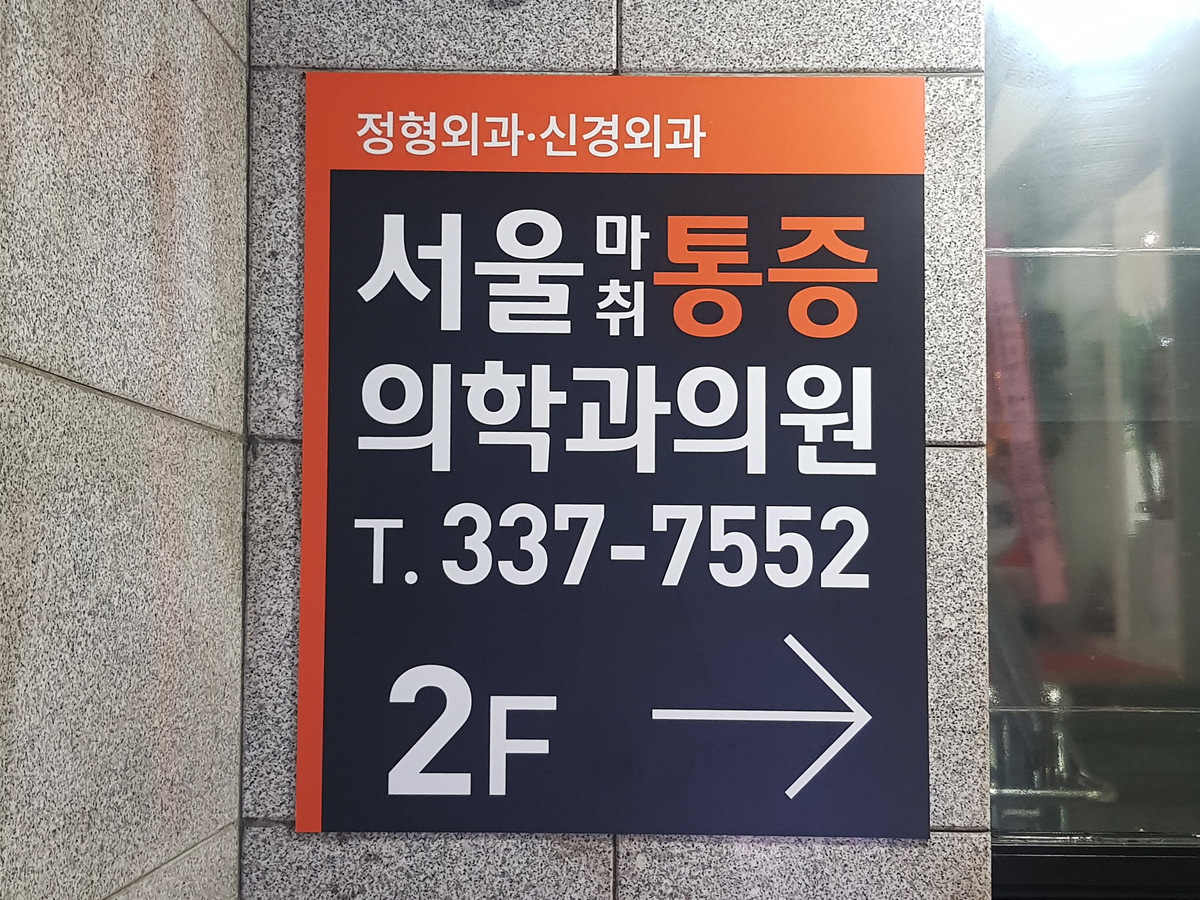 정형외과·신경외과
서울마취통증
의학과의원
T. 337-7552
2F